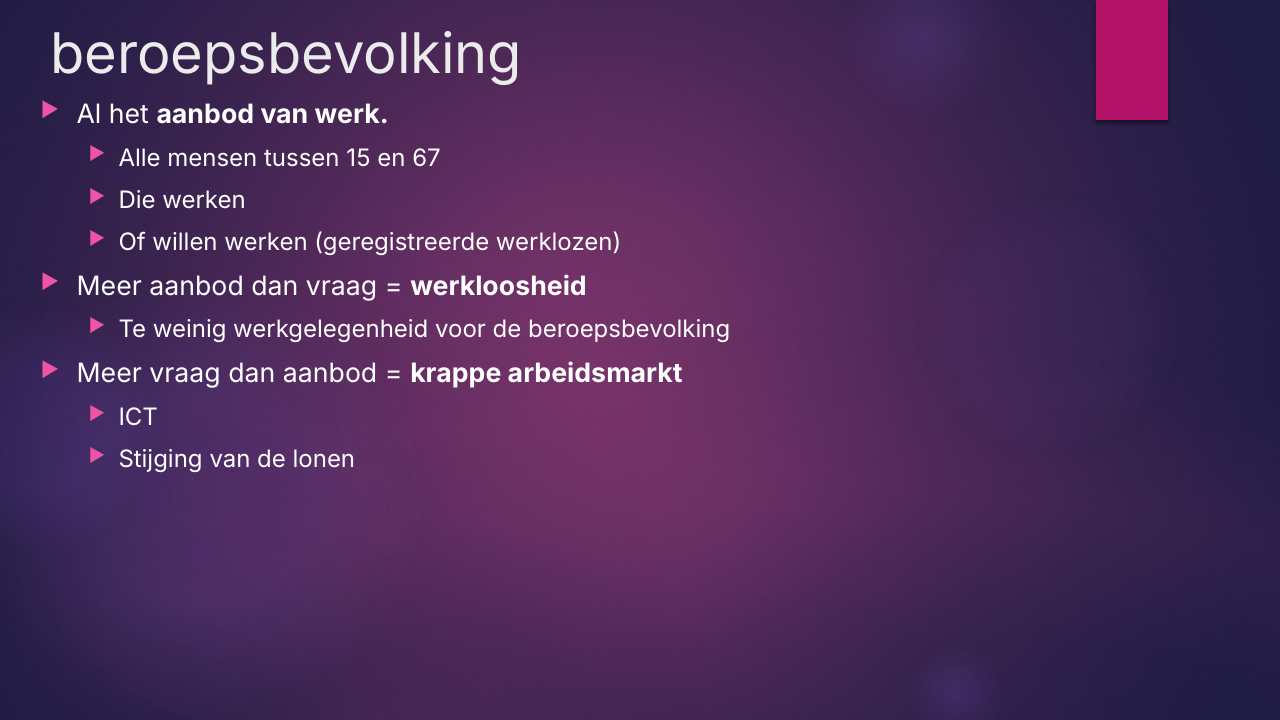 beroepsbevolking
Al het aanbod van werk.
Alle mensen tussen 15 en 67
Die werken
Of willen werken (geregistreerde werklozen)
Meer aanbod dan vraag = werkloosheid
Te weinig werkgelegenheid voor de beroepsbevolking
Meer vraag dan aanbod = krappe arbeidsmarkt
ICT
Stijging van de lonen